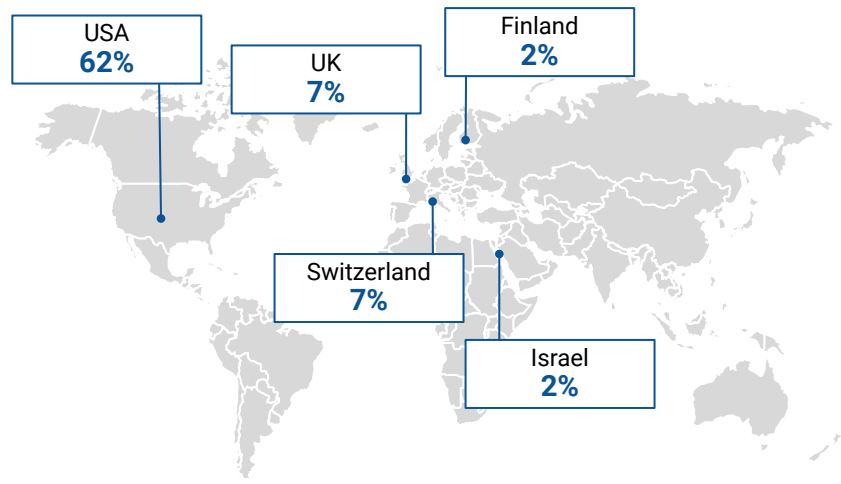 USA
62%
UK
7%
Finland
2%
Switzerland
7%
Israel
2%